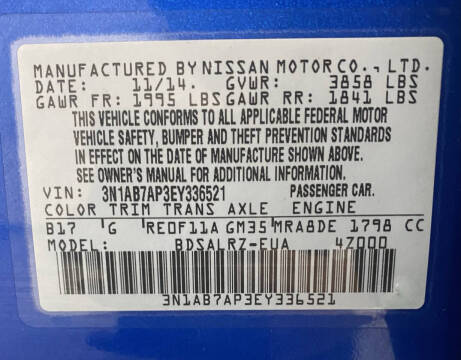 MANUFACTURED BY NISSAN MOTOR CO., LTD.
DATE: 11/14. GVWR: 3858 LBS
GAWR FR: 1995 LBS GAWR RR: 1841 LBS
THIS VEHICLE CONFORMS TO ALL APPLICABLE FEDERAL MOTOR
VEHICLE SAFETY, BUMPER AND THEFT PREVENTION STANDARDS
IN EFFECT ON THE DATE OF MANUFACTURE SHOWN ABOVE.
SEE OWNER'S MANUAL FOR ADDITIONAL INFORMATION.
VIN: 3N1AB7AP3EY336521 PASSENGER CAR.
COLOR TRIM TRANS AXLE ENGINE
B17 G RE0F11A GM35 MRA8DE 1798 CC
MODEL: BDSALRZ-EUA 4Z000
3N1AB7AP3EY336521